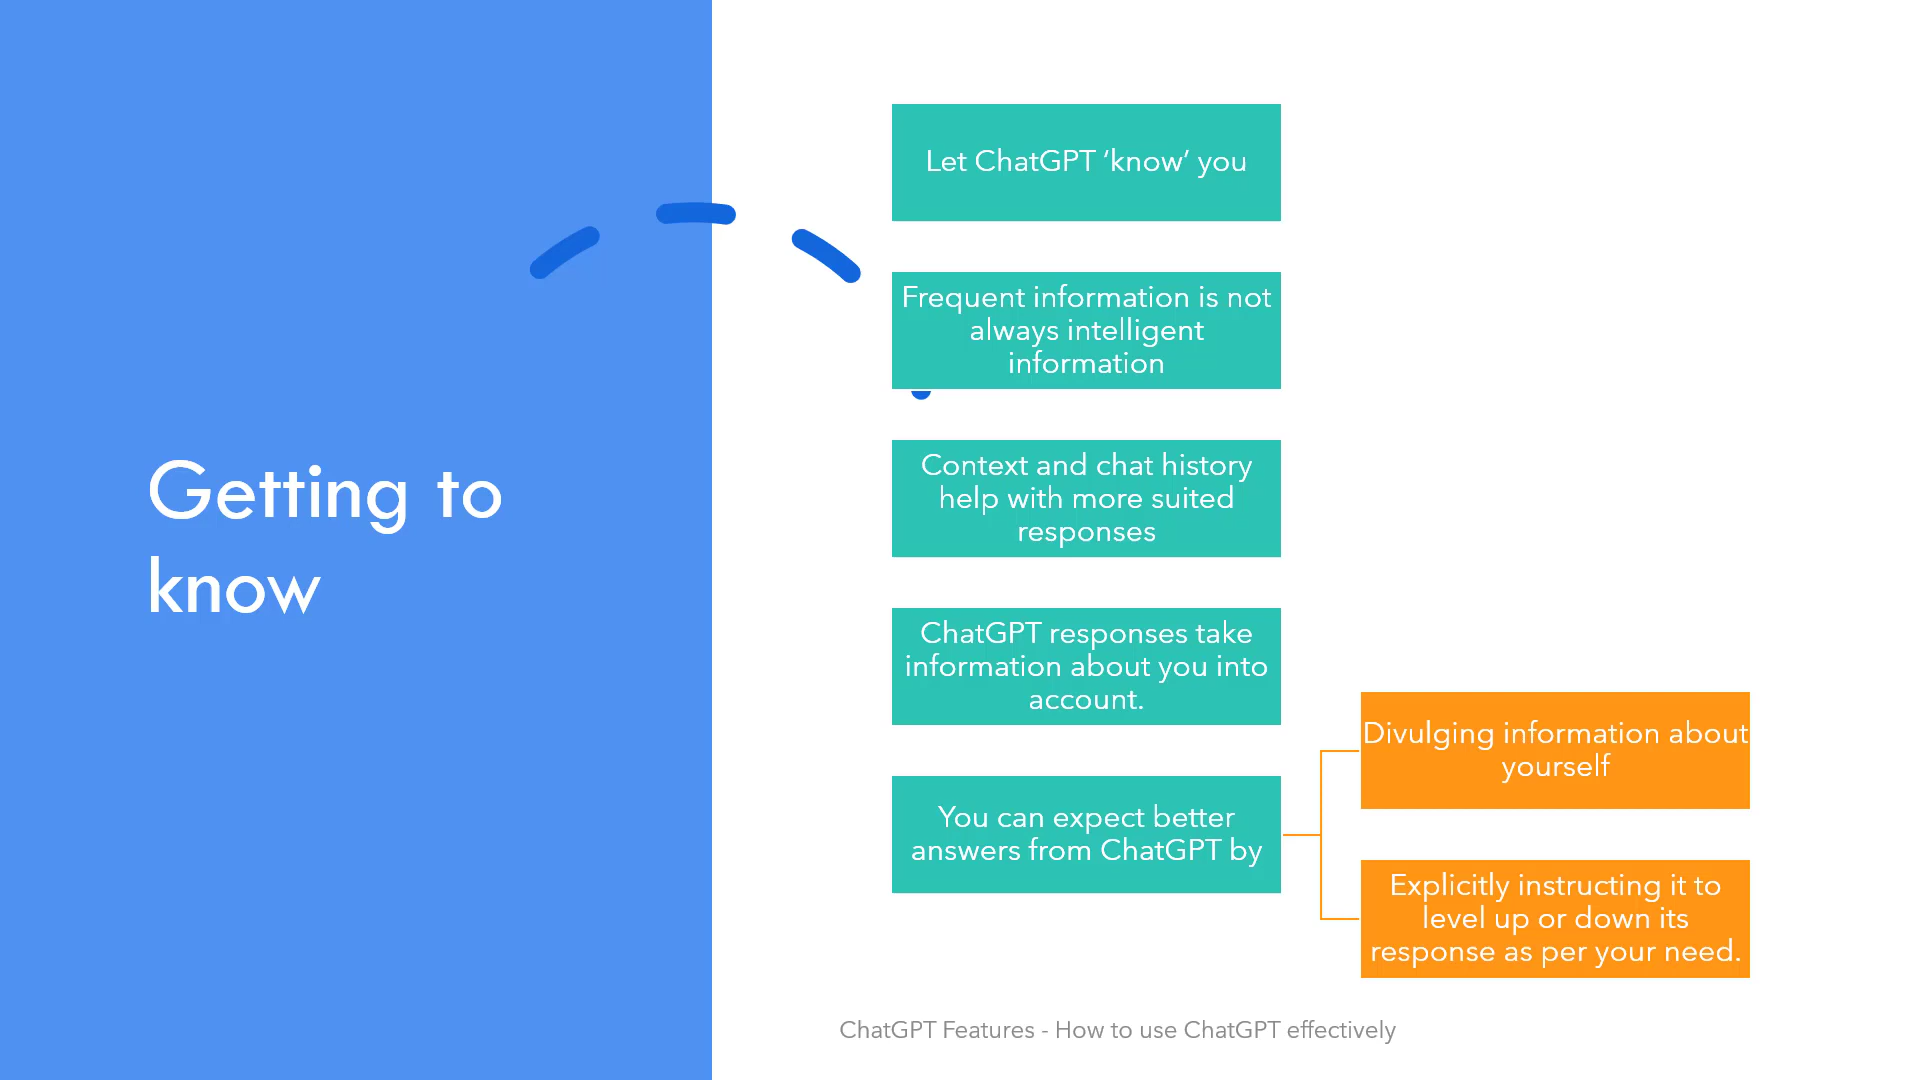 Getting to
know
Let ChatGPT ‘know’ you
Frequent information is not
always intelligent
information
Context and chat history
help with more suited
responses
ChatGPT responses take
information about you into
account.
You can expect better
answers from ChatGPT by
Divulging information about
yourself
Explicitly instructing it to
level up or down its
response as per your need.
ChatGPT Features - How to use ChatGPT effectively